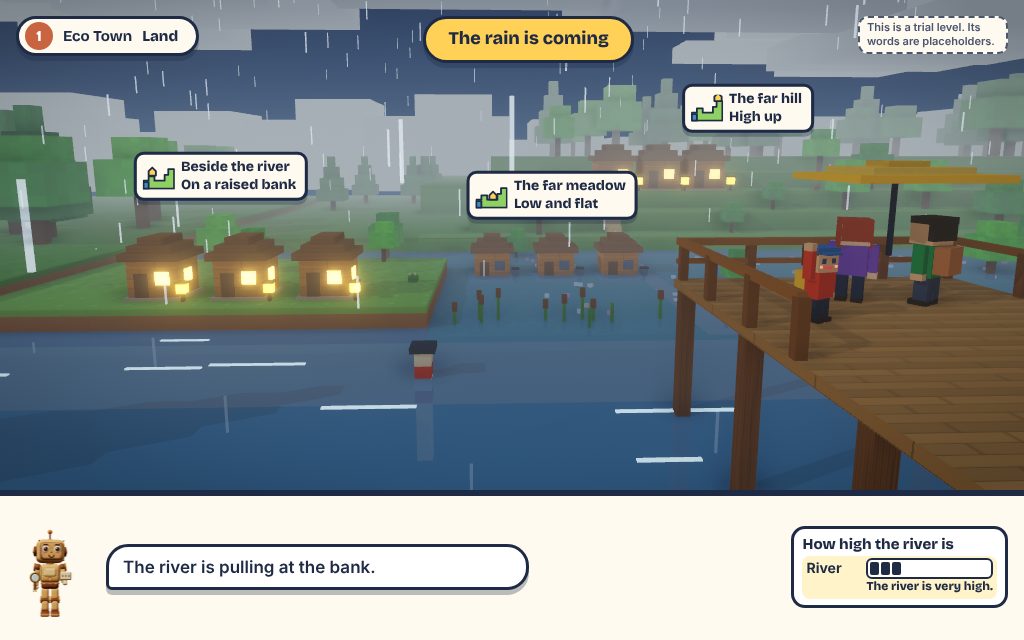 1 Eco Town Land
The rain is coming
This is a trial level. Its
words are placeholders.
The far hill
High up
Beside the river
On a raised bank
The far meadow
Low and flat
The river is pulling at the bank.
How high the river is
River
The river is very high.